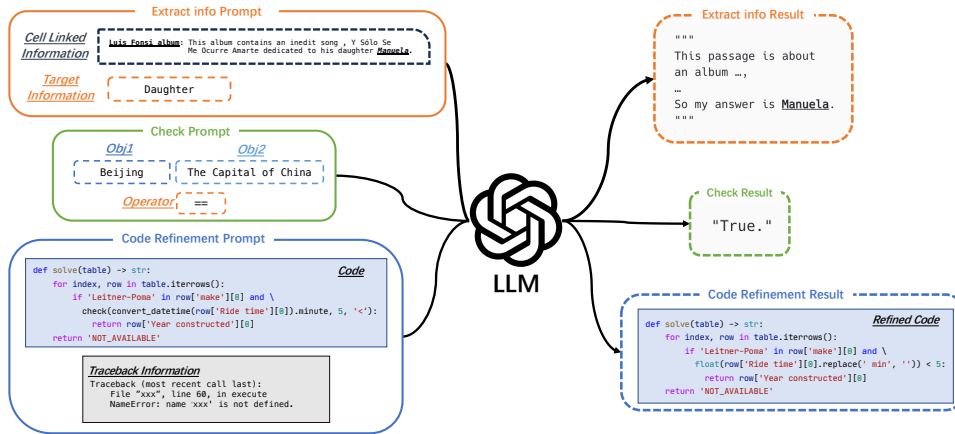 Extract info Prompt
Cell Linked
Information
Luis Fonsi album: This album contains an inedit song , Y Sólo Se
Me Ocurre Amarte dedicated to his daughter Manuela.
Target
Information
Daughter
Check Prompt
Obj1
Obj2
Beijing
The Capital of China
Operator
==
Code Refinement Prompt
Code
def solve(table) -> str:
for index, row in table.iterrows():
if 'Leitner-Poma' in row['make'][0] and \
check(convert_datetime(row['Ride time'][0]).minute, 5, '<'):
return row['Year constructed'][0]
return 'NOT_AVAILABLE'
Traceback Information
Traceback (most recent call last):
File “xxx”, line 60, in execute
NameError: name 'xxx' is not defined.
LLM
Extract info Result
"""
This passage is about
an album …,
…
So my answer is Manuela.
"""
Check Result
"True."
Code Refinement Result
Refined Code
def solve(table) -> str:
for index, row in table.iterrows():
if 'Leitner-Poma' in row['make'][0] and \
float(row['Ride time'][0].replace(' min', '')) < 5:
return row['Year constructed'][0]
return 'NOT_AVAILABLE'